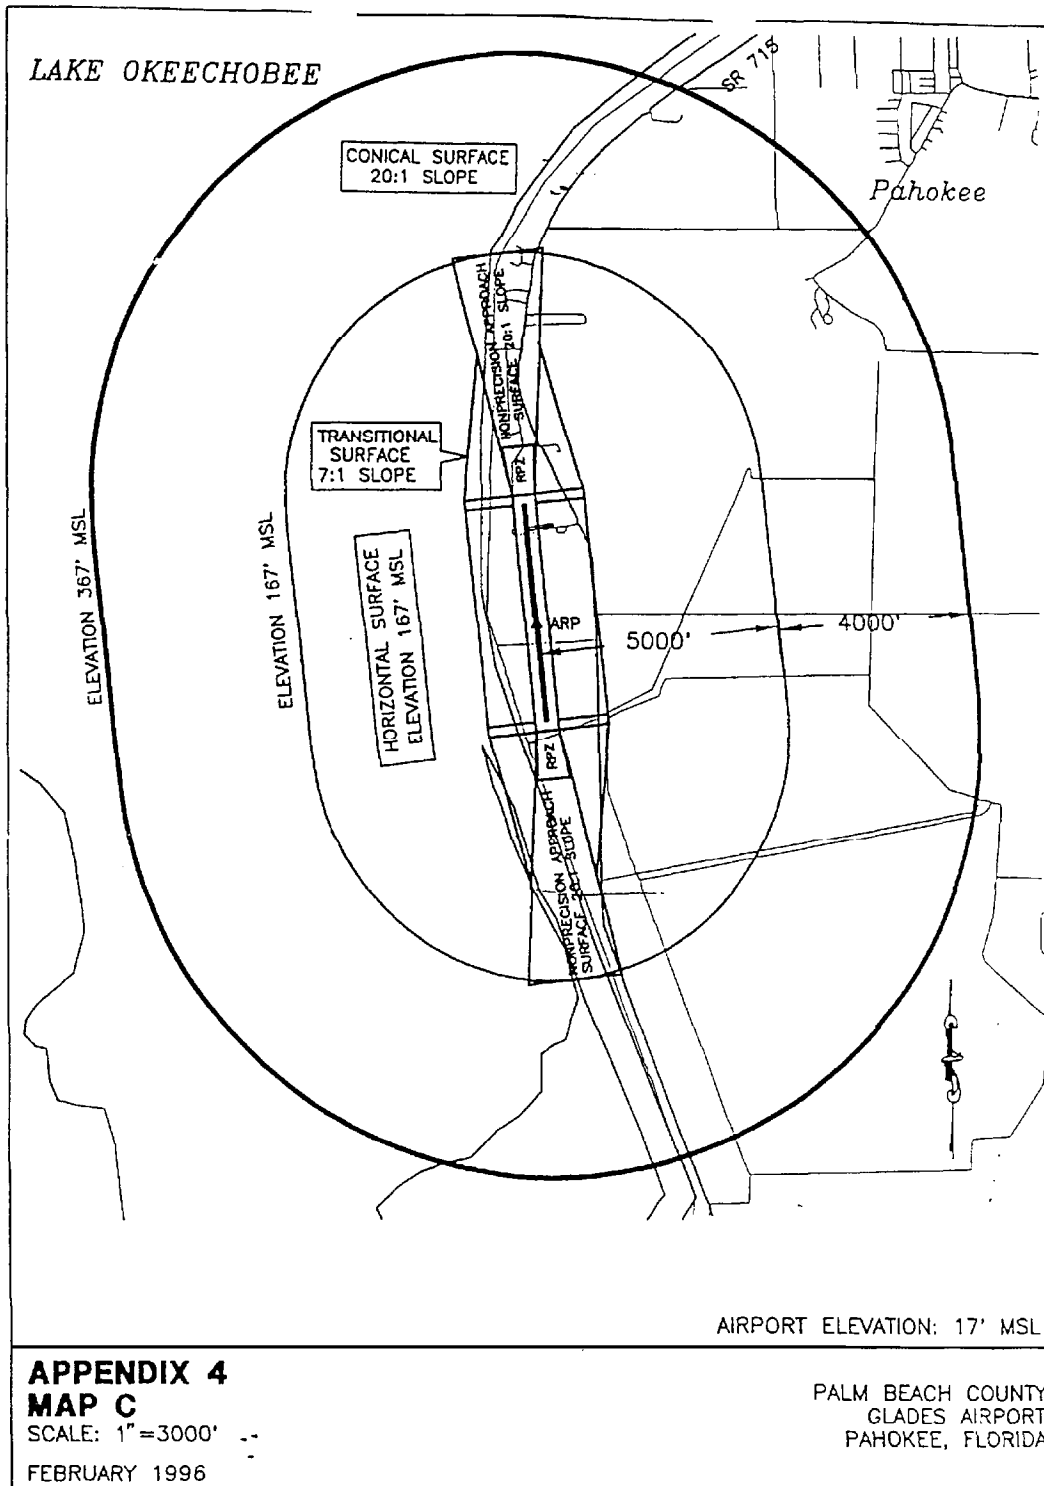 LAKE OKEECHOBEE
SR 715
CONICAL SURFACE
20:1 SLOPE
Pahokee
NONPRECISION APPROACH
SURFACE 20:1 SLOPE
TRANSITIONAL
SURFACE
7:1 SLOPE
RPZ
ELEVATION 367' MSL
ELEVATION 167' MSL
HORIZONTAL SURFACE
ELEVATION 167' MSL
ARP
5000'
4000'
RPZ
NONPRECISION APPROACH
SURFACE 20:1 SLOPE
AIRPORT ELEVATION: 17' MSL
APPENDIX 4
MAP C
SCALE: 1"=3000'
FEBRUARY 1996
PALM BEACH COUNTY
GLADES AIRPORT
PAHOKEE, FLORIDA